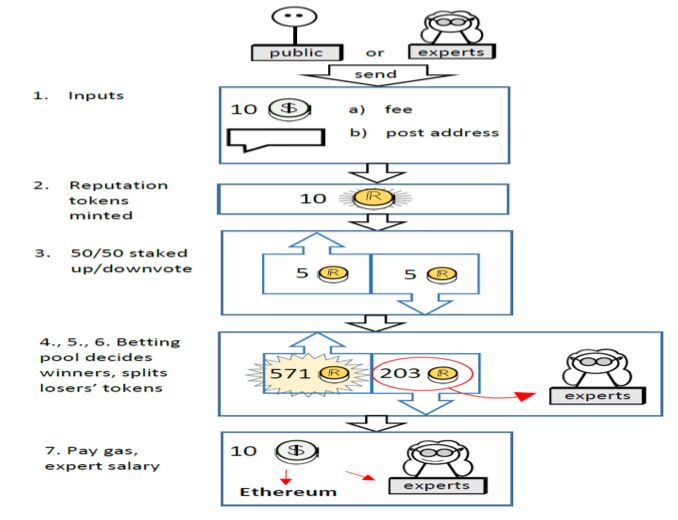 public or experts
send
1. Inputs
10 $ a) fee
b) post address
2. Reputation
tokens
minted
10 R
3. 50/50 staked
up/downvote
5 R 5 R
4., 5., 6. Betting
pool decides
winners, splits
losers' tokens
571 R 203 R
experts
7. Pay gas,
expert salary
10 $
Ethereum
experts